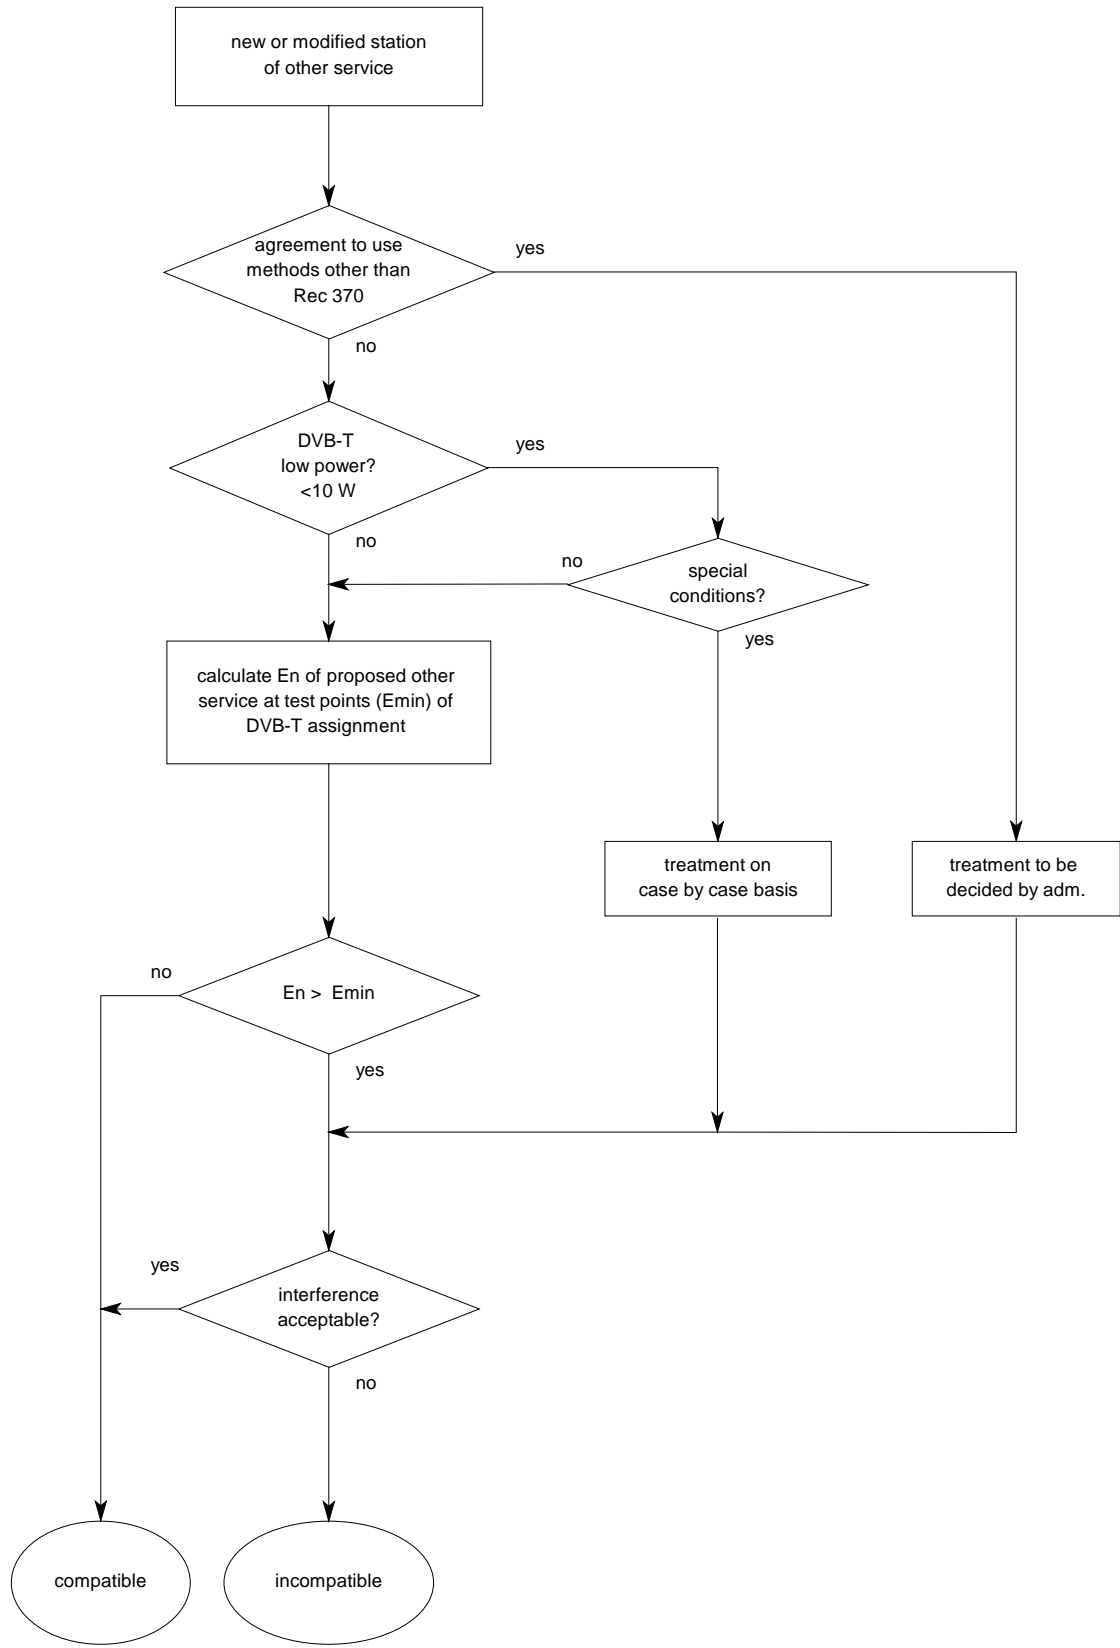 new or modified station
of other service
agreement to use
methods other than
Rec 370
yes
no
DVB-T
low power?
<10 W
yes
no
no
special
conditions?
yes
calculate En of proposed other
service at test points (Emin) of
DVB-T assignment
treatment on
case by case basis
treatment to be
decided by adm.
no
En > Emin
yes
yes
interference
acceptable?
no
compatible
incompatible